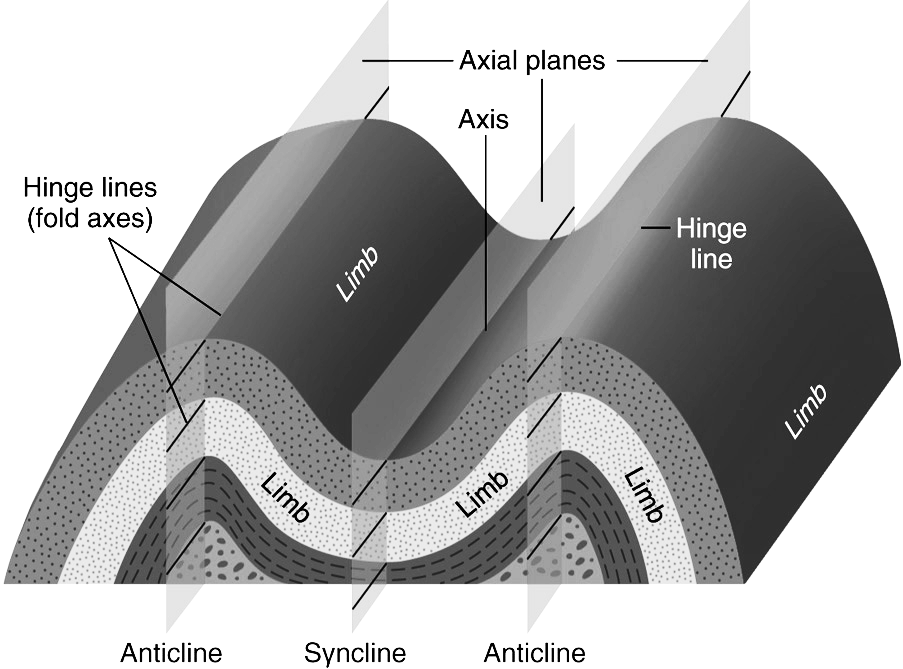 Axial planes
Axis
Hinge lines
(fold axes)
Hinge
line
Limb
Limb
Limb
Limb
Limb
Anticline
Syncline
Anticline